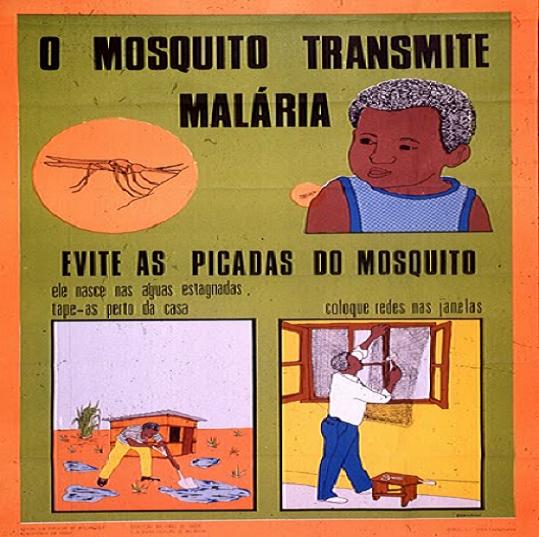 O MOSQUITO TRANSMITE
MALÁRIA
EVITE AS PICADAS DO MOSQUITO
ele nasce nas aguas estagnadas.
tape-as perto da casa
coloque redes nas janelas